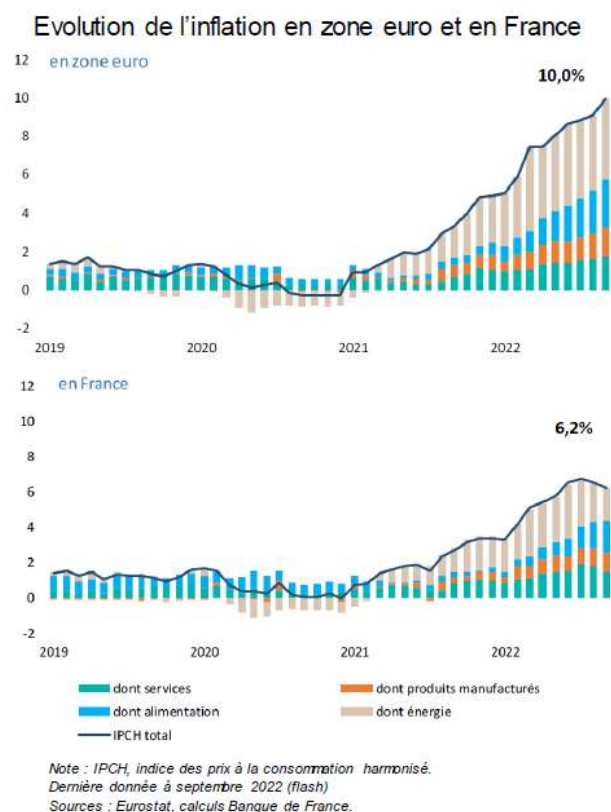 Evolution de l'inflation en zone euro et en France
12
en zone euro
10,0%
10
8
6
4
2
0
-2
2019
2020
2021
2022
12
en France
10
6,2%
8
6
4
2
0
-2
2019
2020
2021
2022
dont services
dont produits manufacturés
dont alimentation
dont énergie
IPCH total
Note : IPCH, indice des prix à la consommation harmonisé.
Dernière donnée à septembre 2022 (flash)
Sources : Eurostat, calculs Banque de France.